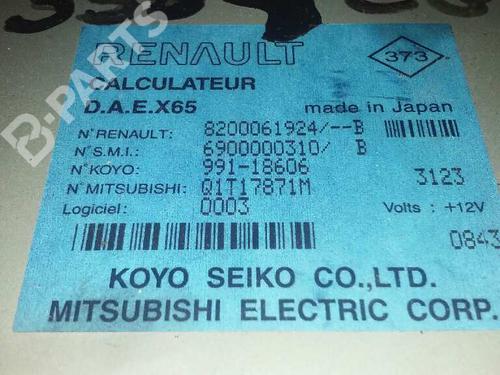 RENAULT
373
CALCULATEUR
D.A.E.X65
made in Japan
N°RENAULT: 8200061924/--B
N°S.M.I.: 6900000310/ B
N°KOYO: 991-18606
3123
N°MITSUBISHI: Q1T17871M
Logiciel: 0003
Volts: +12V
0843
KOYO SEIKO CO.,LTD.
MITSUBISHI ELECTRIC CORP.
B-PARTS